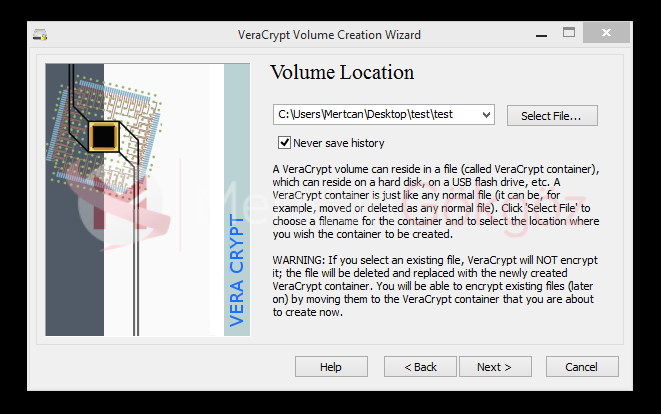 VeraCrypt Volume Creation Wizard
Volume Location
C:\Users\Mertcan\Desktop\test\test
Select File...
Never save history
A VeraCrypt volume can reside in a file (called VeraCrypt container),
which can reside on a hard disk, on a USB flash drive, etc. A
VeraCrypt container is just like any normal file (it can be, for
example, moved or deleted as any normal file). Click 'Select File' to
choose a filename for the container and to select the location where
you wish the container to be created.
WARNING: If you select an existing file, VeraCrypt will NOT encrypt
it; the file will be deleted and replaced with the newly created
VeraCrypt container. You will be able to encrypt existing files (later
on) by moving them to the VeraCrypt container that you are about
to create now.
VERA CRYPT
Help
< Back
Next >
Cancel